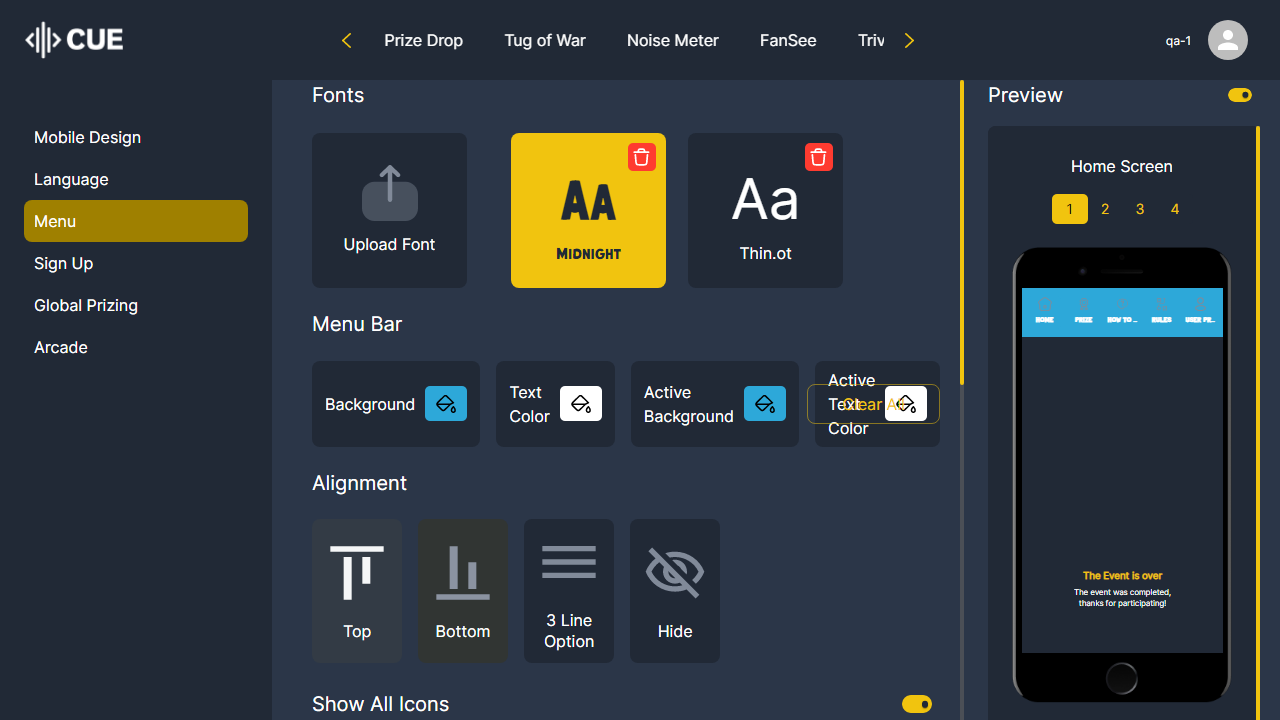 CUE
Prize Drop
Tug of War
Noise Meter
FanSee
Triv
qa-1
Mobile Design
Language
Menu
Sign Up
Global Prizing
Arcade
Fonts
Upload Font
AA
MIDNIGHT
Aa
Thin.ot
Menu Bar
Background
Text
Color
Active
Background
Active
Text
Color
Clear All
Alignment
Top
Bottom
3 Line
Option
Hide
Show All Icons
Preview
Home Screen
1 2 3 4
HOME PRIZE HOW TO ... RULES USER PR...
The Event is over
The event was completed,
thanks for participating!